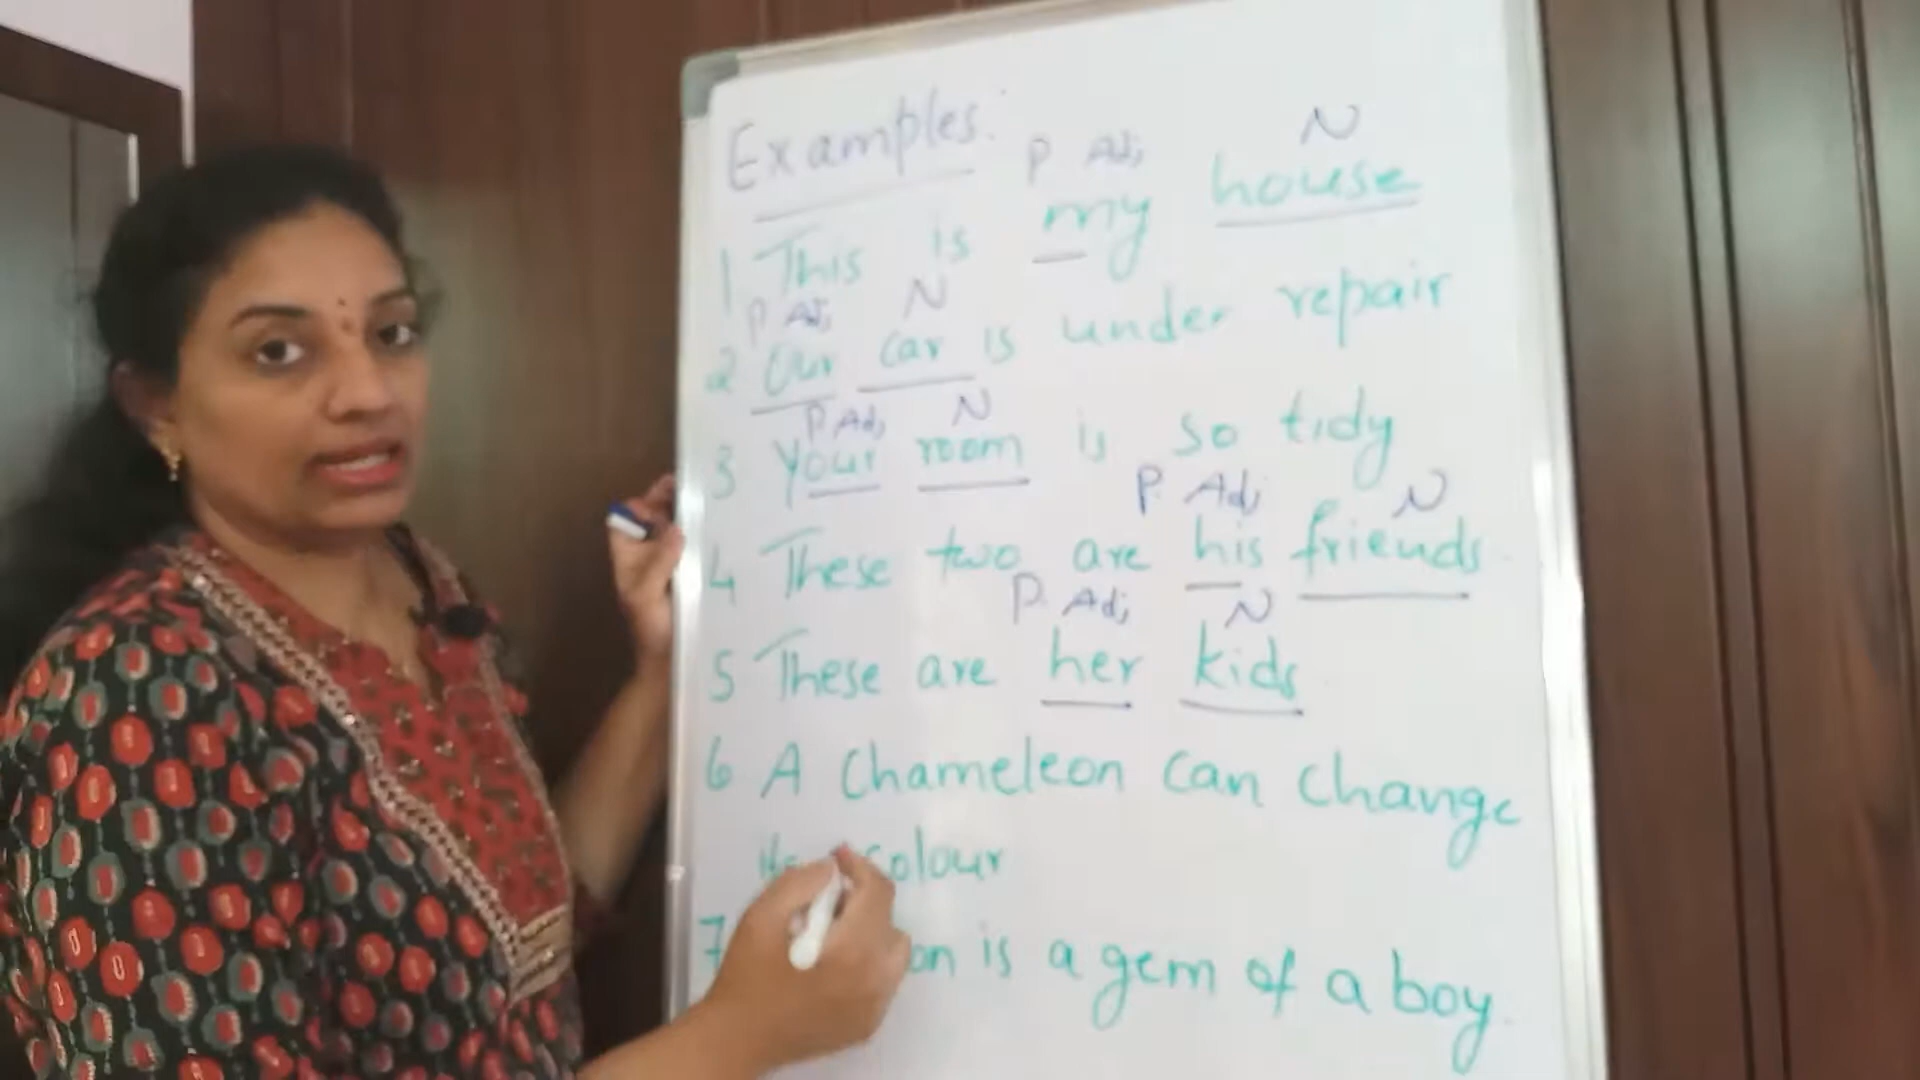 Examples:
P. Adj N
1 This is my house
P. Adj N
2 Our car is under repair
P. Adj, N
3 Your room is so tidy
P. Adj N
4 These two are his friends.
P. Adj, N
5 These are her kids.
6 A Chameleon can change
colour
7 is a gem of a boy.